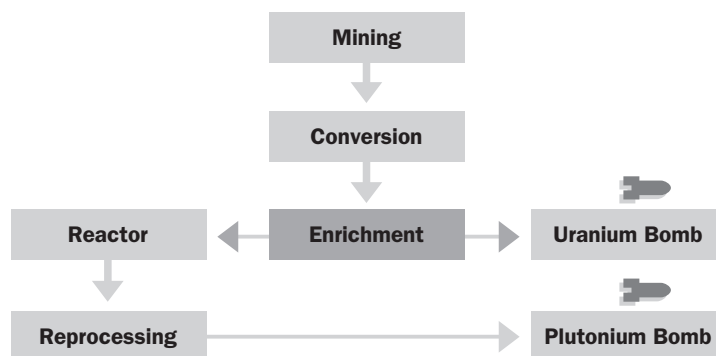 Mining
Conversion
Reactor
Enrichment
Uranium Bomb
Reprocessing
Plutonium Bomb